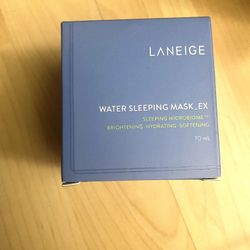 LANEIGE
WATER SLEEPING MASK_EX
SLEEPING MICROBIOME™
BRIGHTENING · HYDRATING · SOFTENING
70 mL